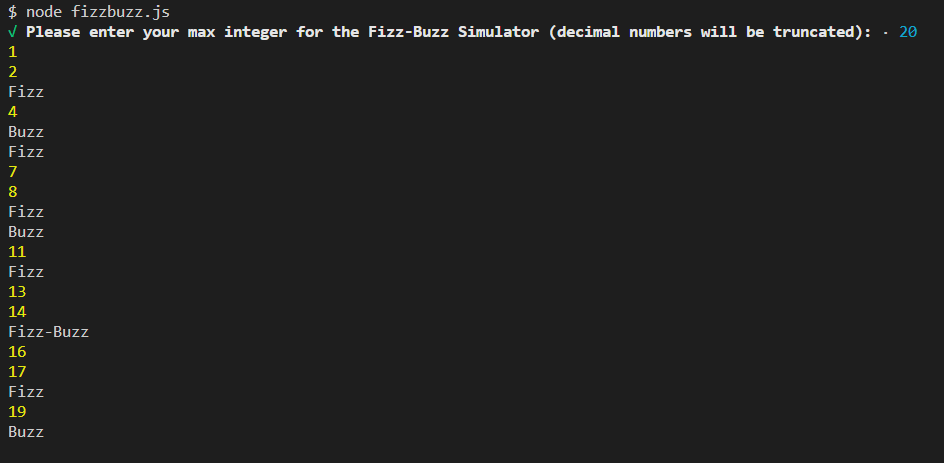 $ node fizzbuzz.js
√ Please enter your max integer for the Fizz-Buzz Simulator (decimal numbers will be truncated): · 20
1
2
Fizz
4
Buzz
Fizz
7
8
Fizz
Buzz
11
Fizz
13
14
Fizz-Buzz
16
17
Fizz
19
Buzz